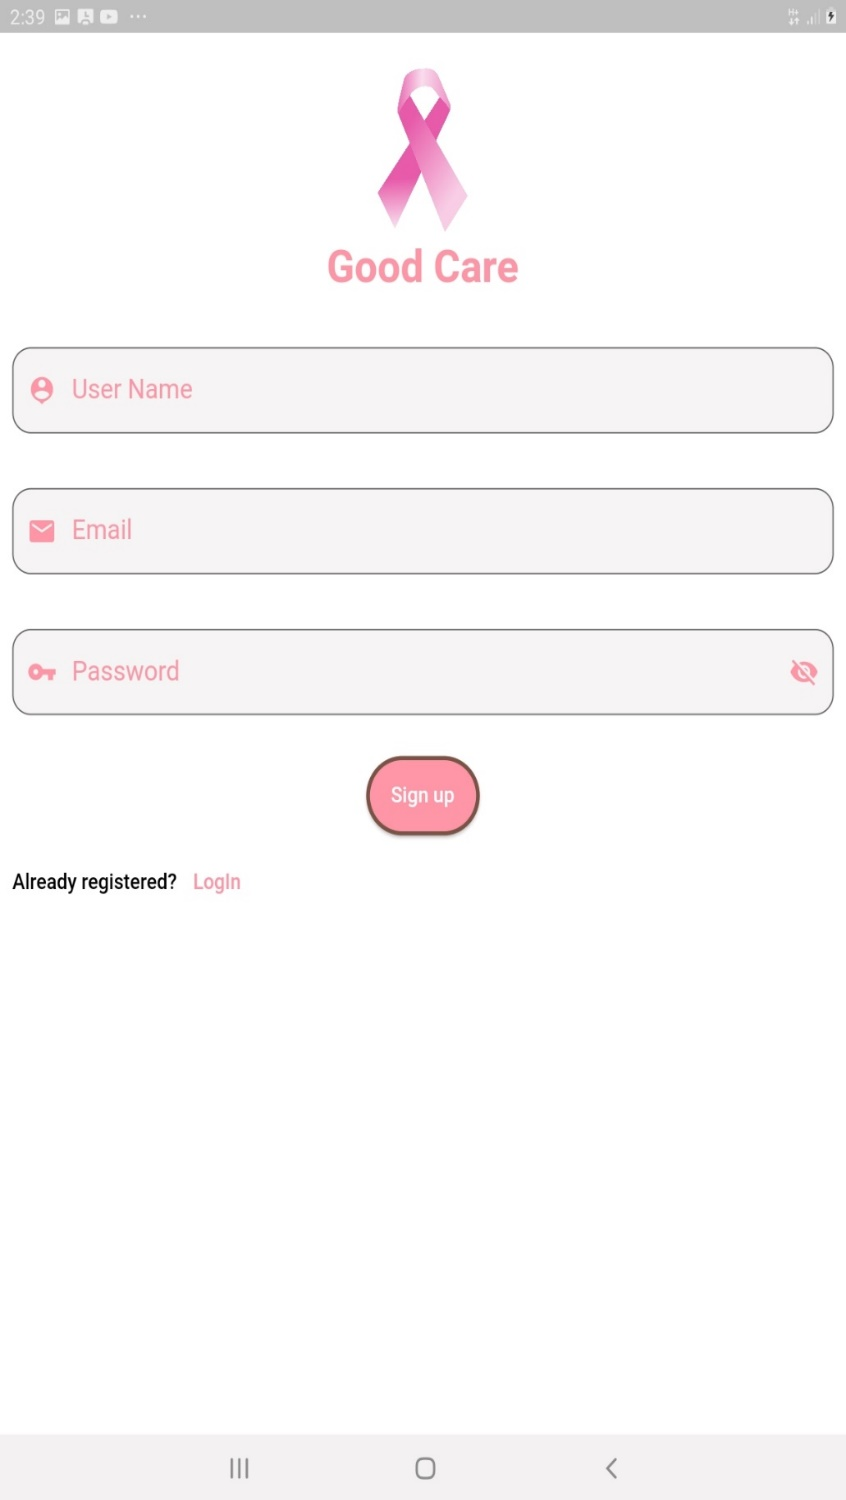 2:39
H+
Good Care
User Name
Email
Password
Sign up
Already registered? LogIn